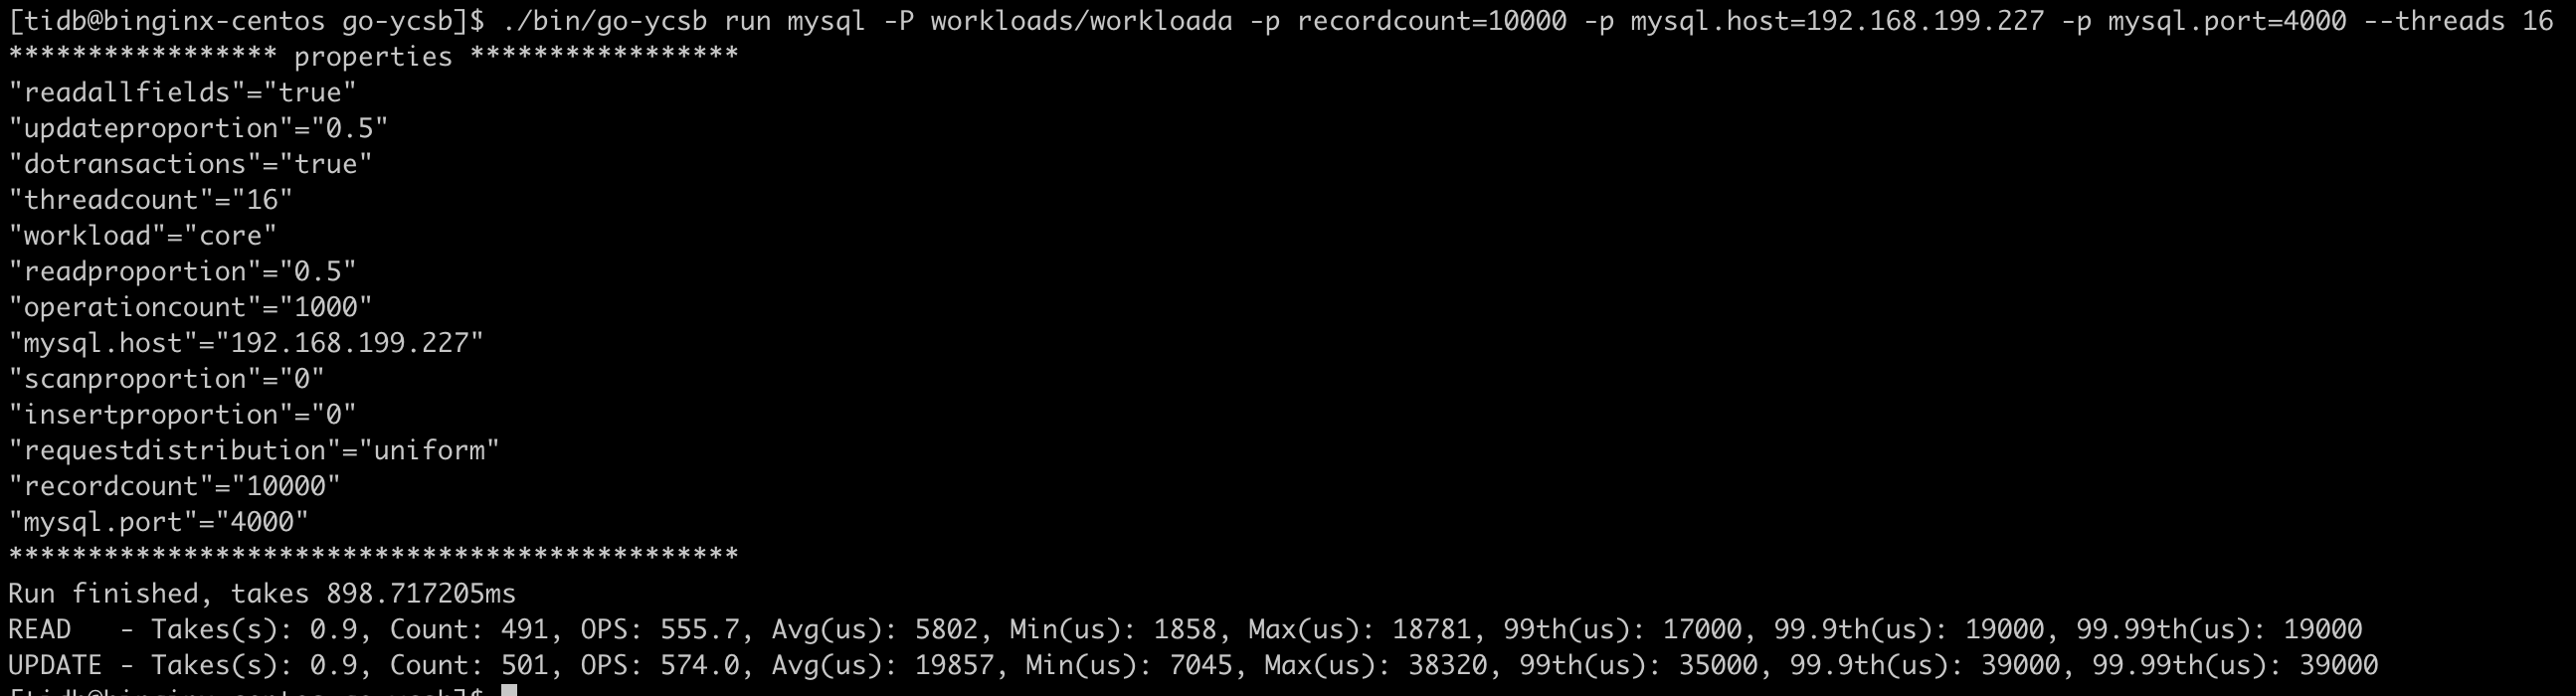 [tidb@binginx-centos go-ycsb]$ ./bin/go-ycsb run mysql -P workloads/workloada -p recordcount=10000 -p mysql.host=192.168.199.227 -p mysql.port=4000 --threads 16
***************** properties *****************
"readallfields"="true"
"updateproportion"="0.5"
"dotransactions"="true"
"threadcount"="16"
"workload"="core"
"readproportion"="0.5"
"operationcount"="1000"
"mysql.host"="192.168.199.227"
"scanproportion"="0"
"insertproportion"="0"
"requestdistribution"="uniform"
"recordcount"="10000"
"mysql.port"="4000"
**********************************************
Run finished, takes 898.717205ms
READ   - Takes(s): 0.9, Count: 491, OPS: 555.7, Avg(us): 5802, Min(us): 1858, Max(us): 18781, 99th(us): 17000, 99.9th(us): 19000, 99.99th(us): 19000
UPDATE - Takes(s): 0.9, Count: 501, OPS: 574.0, Avg(us): 19857, Min(us): 7045, Max(us): 38320, 99th(us): 35000, 99.9th(us): 39000, 99.99th(us): 39000
[tidb@binginx-centos go-ycsb]$